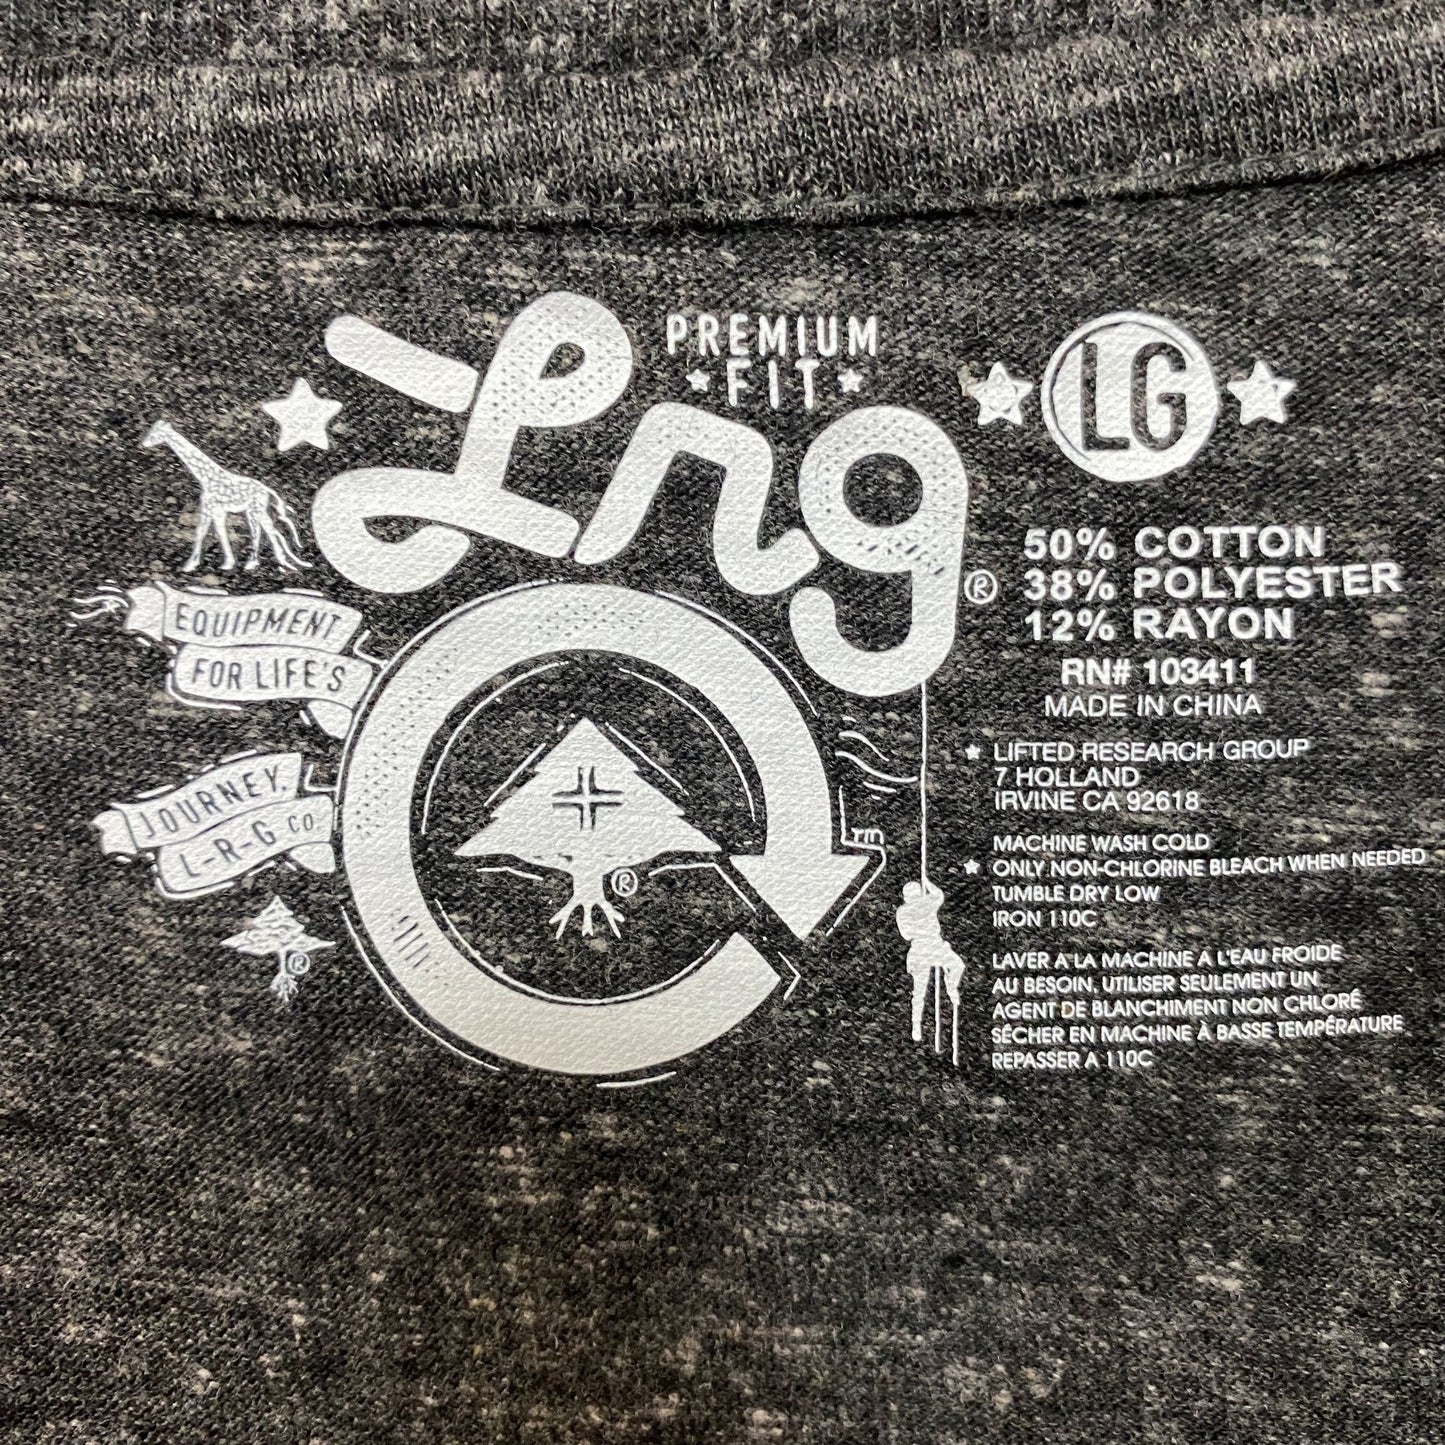 Lrg ®
PREMIUM
FIT
LG
EQUIPMENT
FOR LIFE'S
JOURNEY,
L-R-G CO
®
®
TM
50% COTTON
38% POLYESTER
12% RAYON
RN# 103411
MADE IN CHINA
LIFTED RESEARCH GROUP
7 HOLLAND
IRVINE CA 92618
MACHINE WASH COLD
ONLY NON-CHLORINE BLEACH WHEN NEEDED
TUMBLE DRY LOW
IRON 110C
LAVER A LA MACHINE A L'EAU FROIDE
AU BESOIN, UTILISER SEULEMENT UN
AGENT DE BLANCHIMENT NON CHLORÉ
SÉCHER EN MACHINE À BASSE TEMPÉRATURE
REPASSER A 110C